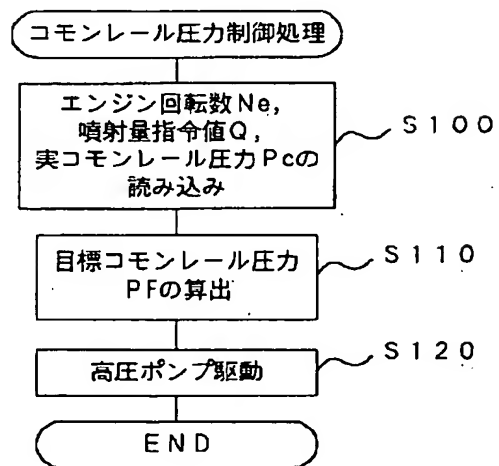 コモンレール圧力制御処理
エンジン回転数Ne,
噴射量指令値Q,
実コモンレール圧力Pcの
読み込み
S100
目標コモンレール圧力
PFの算出
S110
高圧ポンプ駆動
S120
END